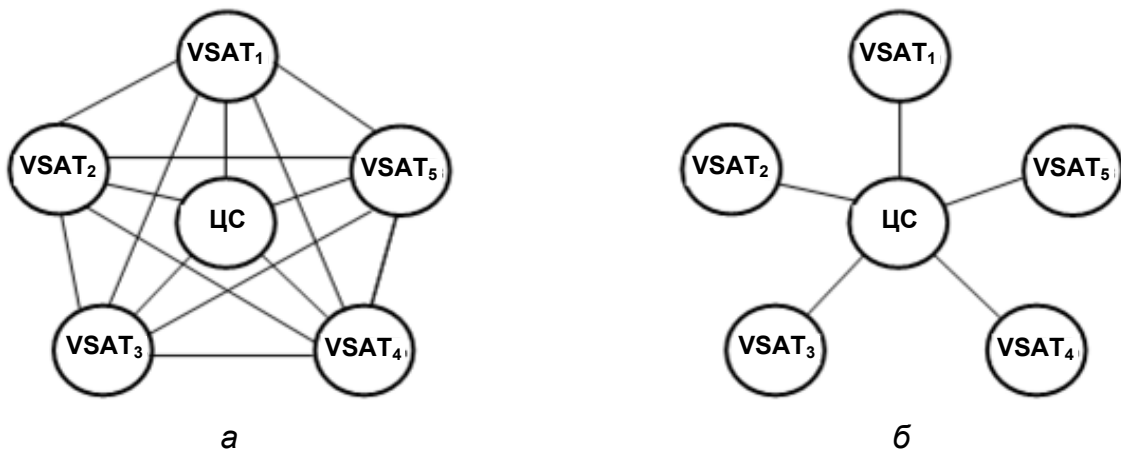 VSAT₁
VSAT₂
VSAT₅
ЦС
VSAT₃
VSAT₄
а
VSAT₁
VSAT₂
VSAT₅
ЦС
VSAT₃
VSAT₄
б